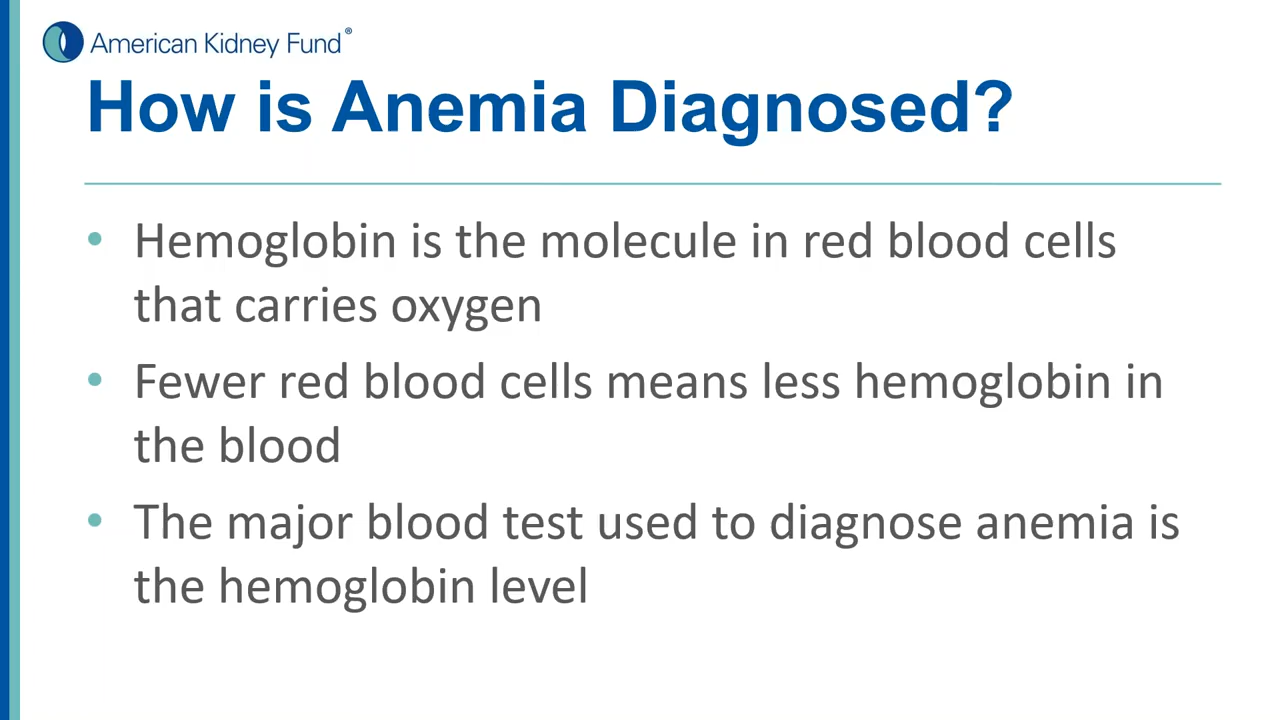 American Kidney Fund®
How is Anemia Diagnosed?
• Hemoglobin is the molecule in red blood cells
that carries oxygen
• Fewer red blood cells means less hemoglobin in
the blood
• The major blood test used to diagnose anemia is
the hemoglobin level